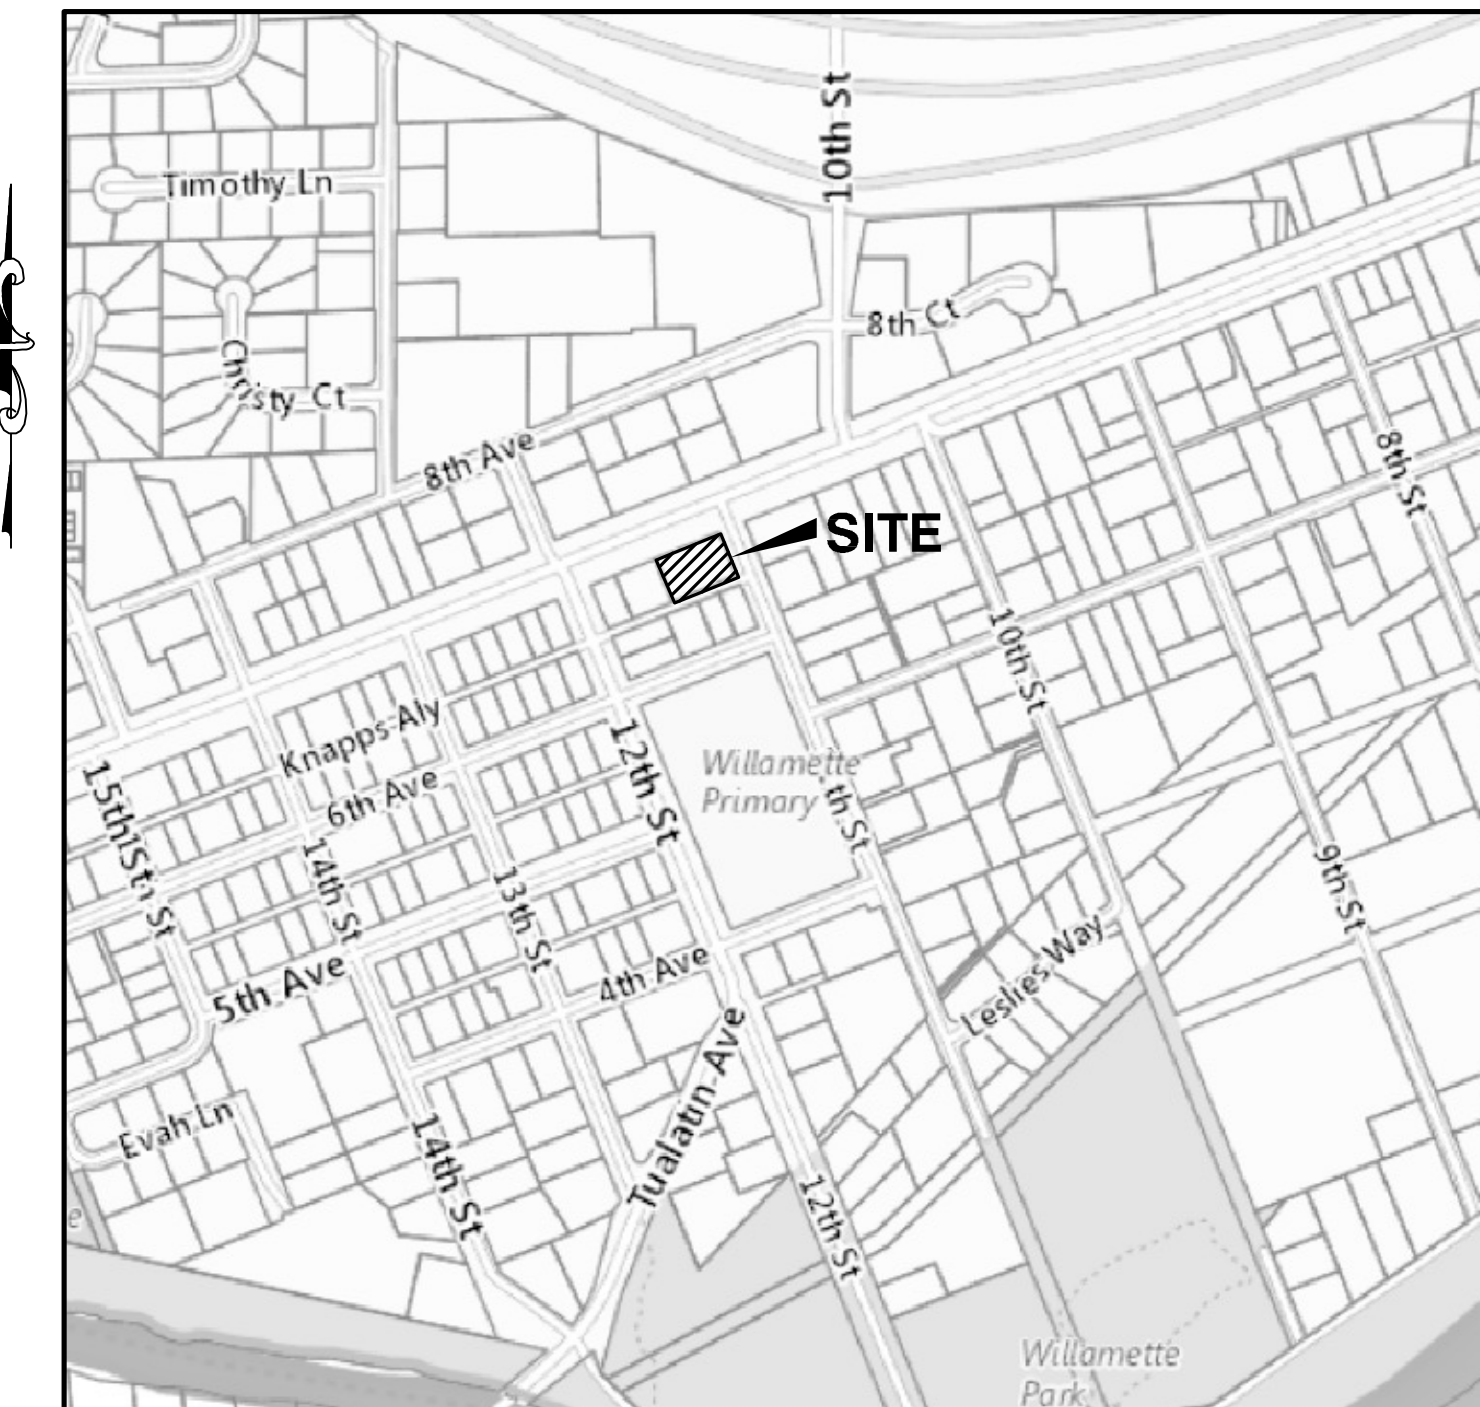 10th St
Timothy Ln
8th Ct
Christy Ct
8th Ave
8th St
SITE
10th St
Knapps Aly
12th St
Willamette
Primary
15th St
6th Ave
th St
14th St
13th St
9th St
5th Ave
4th Ave
Leslies Way
Tualatin Ave
Evah Ln
14th St
12th St
e
Willamette
Park